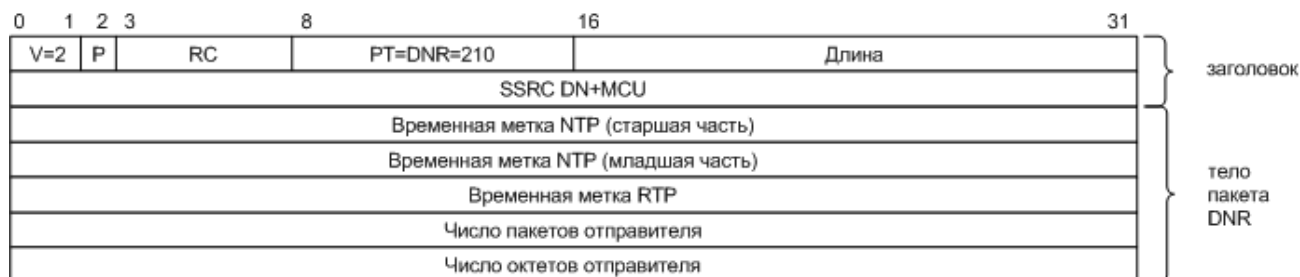 0 1 2 3 8 16 31
V=2 P RC PT=DNR=210 Длина
заголовок
SSRC DN+MCU
Временная метка NTP (старшая часть)
Временная метка NTP (младшая часть)
Временная метка RTP
Число пакетов отправителя
Число октетов отправителя
тело
пакета
DNR